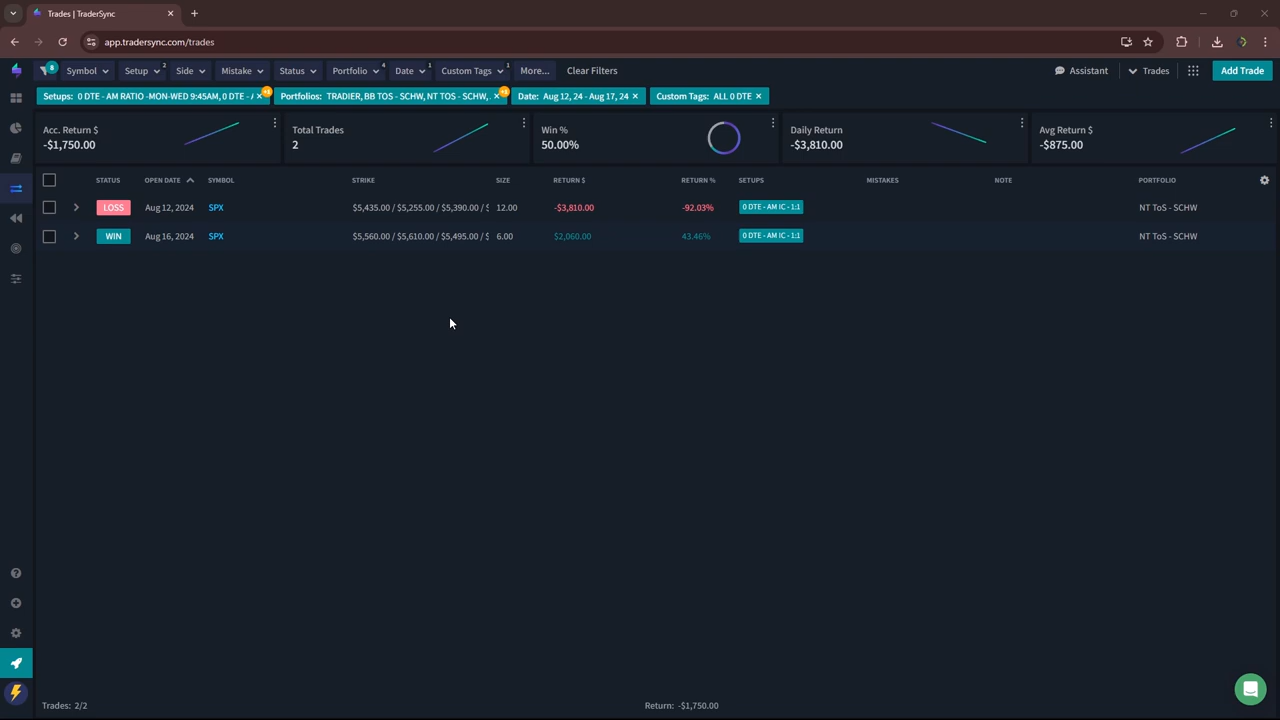 Trades | TraderSync
app.tradersync.com/trades
8 Symbol Setup 2 Side Mistake Status Portfolio 4 Date 1 Custom Tags 1 More... Clear Filters Assistant Trades Add Trade
Setups: 0 DTE - AM RATIO -MON-WED 9:45AM, 0 DTE - +1 Portfolios: TRADIER, BB TOS - SCHW, NT TOS - SCHW, Date: Aug 12, 24 - Aug 17, 24 Custom Tags: ALL 0 DTE
Acc. Return $ Total Trades Win % Daily Return Avg Return $
-$1,750.00 2 50.00% -$3,810.00 -$875.00
STATUS OPEN DATE SYMBOL STRIKE SIZE RETURN $ RETURN % SETUPS MISTAKES NOTE PORTFOLIO
LOSS Aug 12, 2024 SPX $5,435.00 / $5,255.00 / $5,390.00 / $ 12.00 -$3,810.00 -92.03% 0 DTE - AM IC - 1:1 NT ToS - SCHW
WIN Aug 16, 2024 SPX $5,560.00 / $5,610.00 / $5,495.00 / $ 6.00 $2,060.00 43.46% 0 DTE - AM IC - 1:1 NT ToS - SCHW
Trades: 2/2 Return: -$1,750.00